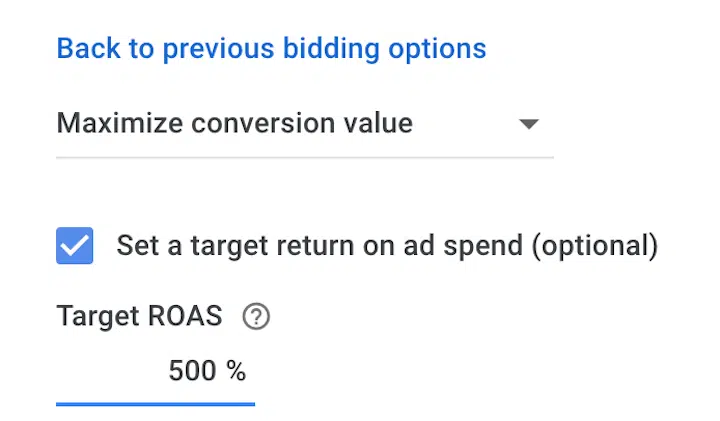 Back to previous bidding options
Maximize conversion value
Set a target return on ad spend (optional)
Target ROAS ?
500 %